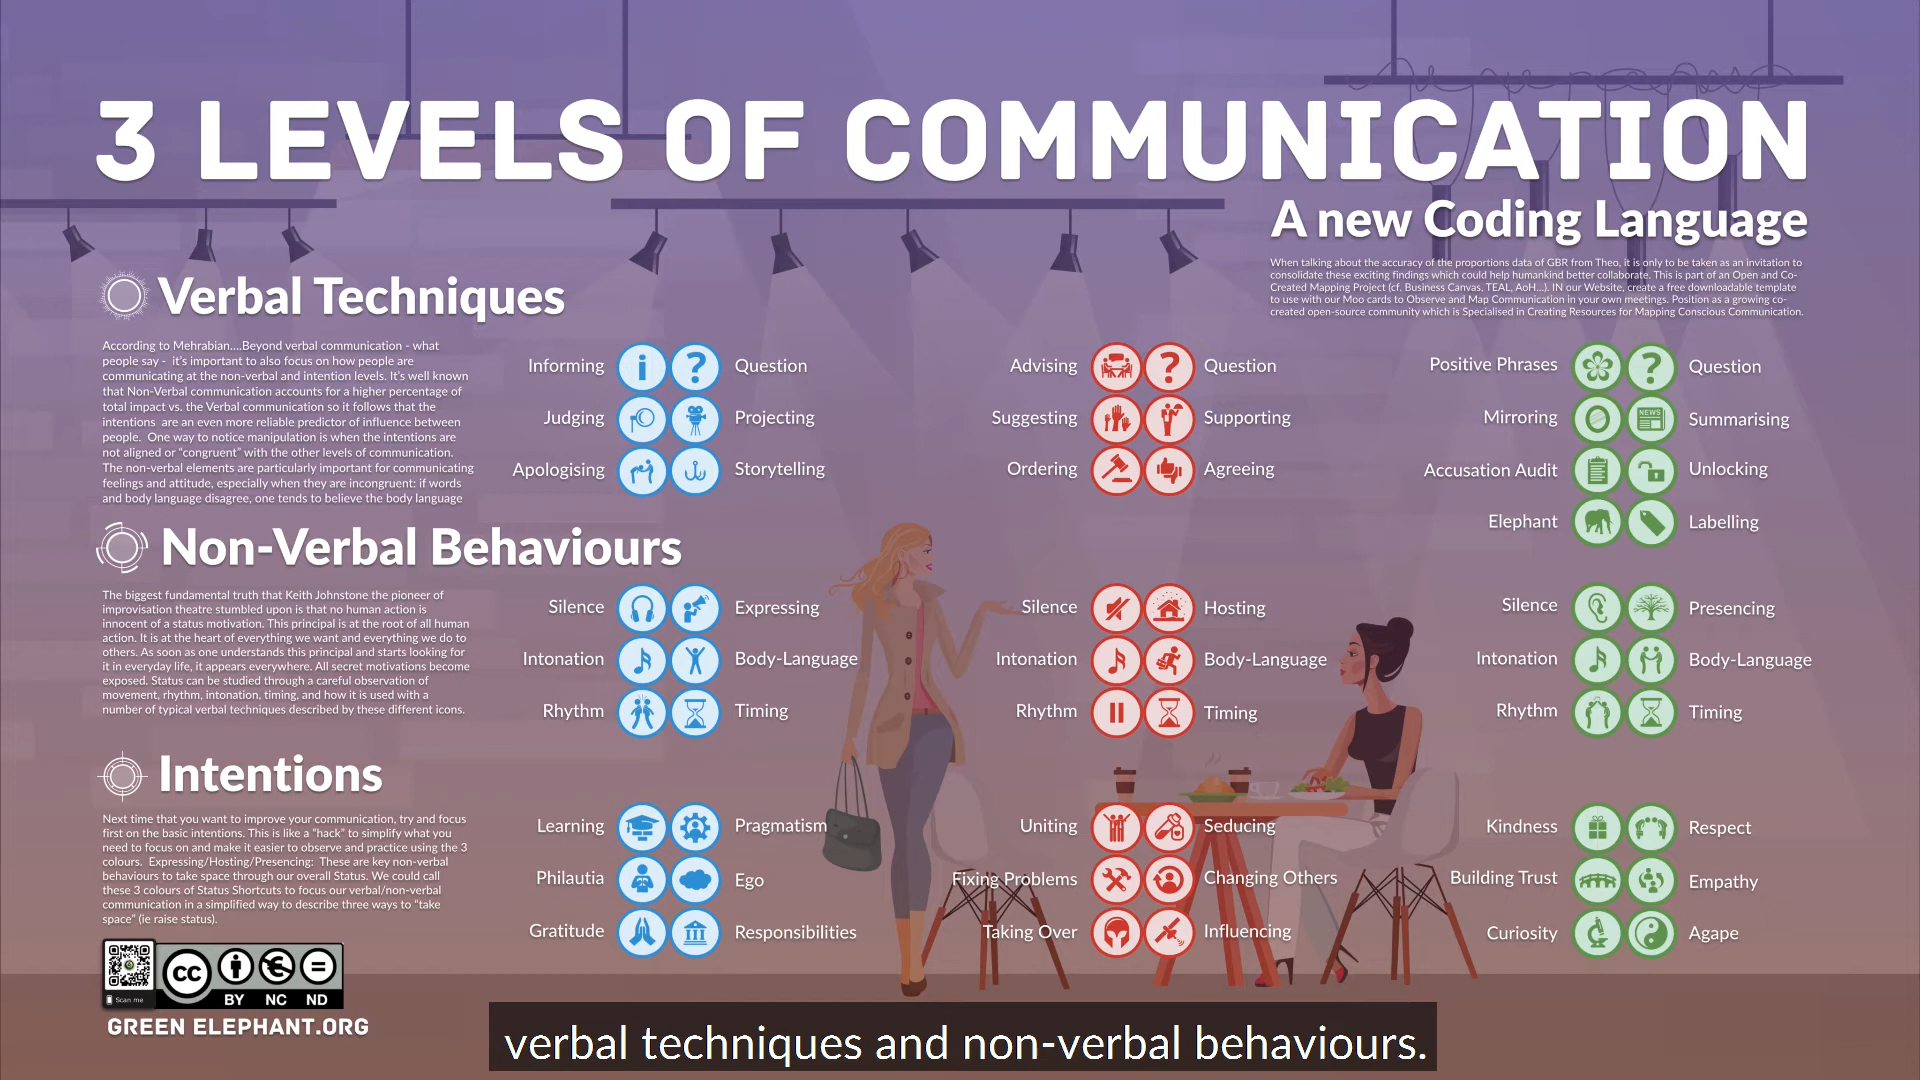 3 LEVELS OF COMMUNICATION
A new Coding Language
When talking about the accuracy of the proportions data of GBR from Theo, it is only to be taken as an invitation to
consolidate these exciting findings which could help humankind better collaborate. This is part of an Open and Co-
Created Mapping Project (cf. Business Canvas, TEAL, AoH...). IN our Website, create a free downloadable template
to use with our Moo cards to Observe and Map Communication in your own meetings. Position as a growing co-
created open-source community which is Specialised in Creating Resources for Mapping Conscious Communication.
Verbal Techniques
According to Mehrabian....Beyond verbal communication - what
people say -  it's important to also focus on how people are
communicating at the non-verbal and intention levels. It's well known
that Non-Verbal communication accounts for a higher percentage of
total impact vs. the Verbal communication so it follows that the
intentions  are an even more reliable predictor of influence between
people.  One way to notice manipulation is when the intentions are
not aligned or "congruent" with the other levels of communication.
The non-verbal elements are particularly important for communicating
feelings and attitude, especially when they are incongruent: if words
and body language disagree, one tends to believe the body language
Informing i ? Question
Judging Projecting
Apologising Storytelling
Advising ? Question
Suggesting Supporting
Ordering Agreeing
Positive Phrases ? Question
Mirroring NEWS Summarising
Accusation Audit Unlocking
Elephant Labelling
Non-Verbal Behaviours
The biggest fundamental truth that Keith Johnstone the pioneer of
improvisation theatre stumbled upon is that no human action is
innocent of a status motivation. This principal is at the root of all human
action. It is at the heart of everything we want and everything we do to
others. As soon as one understands this principal and starts looking for
it in everyday life, it appears everywhere. All secret motivations become
exposed. Status can be studied through a careful observation of
movement, rhythm, intonation, timing, and how it is used with a
number of typical verbal techniques described by these different icons.
Silence Expressing
Intonation Body-Language
Rhythm Timing
Silence Hosting
Intonation Body-Language
Rhythm Timing
Silence Presencing
Intonation Body-Language
Rhythm Timing
Intentions
Next time that you want to improve your communication, try and focus
first on the basic intentions. This is like a "hack" to simplify what you
need to focus on and make it easier to observe and practice using the 3
colours.  Expressing/Hosting/Presencing:  These are key non-verbal
behaviours to take space through our overall Status. We could call
these 3 colours of Status Shortcuts to focus our verbal/non-verbal
communication in a simplified way to describe three ways to "take
space" (ie raise status).
Learning Pragmatism
Philautia Ego
Gratitude Responsibilities
Uniting Seducing
Fixing Problems Changing Others
Taking Over Influencing
Kindness Respect
Building Trust Empathy
Curiosity Agape
Scan me
cc
BY NC ND
GREEN ELEPHANT.ORG
verbal techniques and non-verbal behaviours.